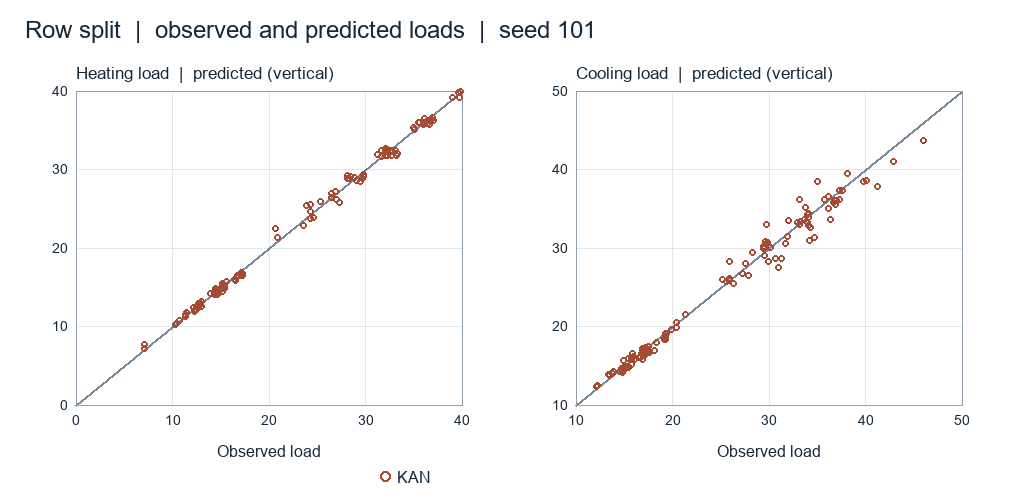 Row split | observed and predicted loads | seed 101
Heating load | predicted (vertical)
40
30
20
10
0
0 10 20 30 40
Observed load
Cooling load | predicted (vertical)
50
40
30
20
10
10 20 30 40 50
Observed load
KAN